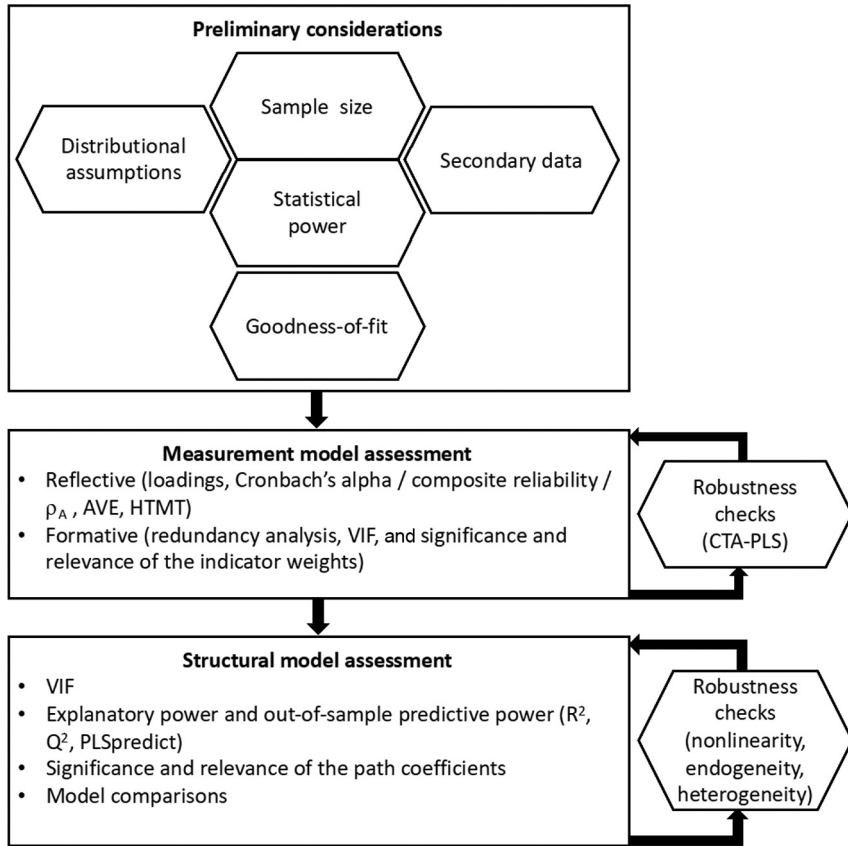 Preliminary considerations
Sample size
Distributional
assumptions
Secondary data
Statistical
power
Goodness-of-fit
Measurement model assessment
• Reflective (loadings, Cronbach’s alpha / composite reliability /
ρA , AVE, HTMT)
• Formative (redundancy analysis, VIF, and significance and
relevance of the indicator weights)
Robustness
checks
(CTA-PLS)
Structural model assessment
• VIF
• Explanatory power and out-of-sample predictive power (R²,
Q², PLSpredict)
• Significance and relevance of the path coefficients
• Model comparisons
Robustness
checks
(nonlinearity,
endogeneity,
heterogeneity)